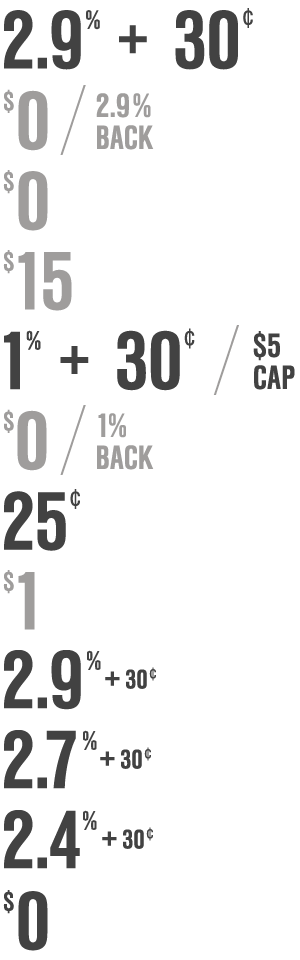 2.9% + 30¢
$0 / 2.9% BACK
$0
$15
1% + 30¢ / $5 CAP
$0 / 1% BACK
25¢
$1
2.9% + 30¢
2.7% + 30¢
2.4% + 30¢
$0